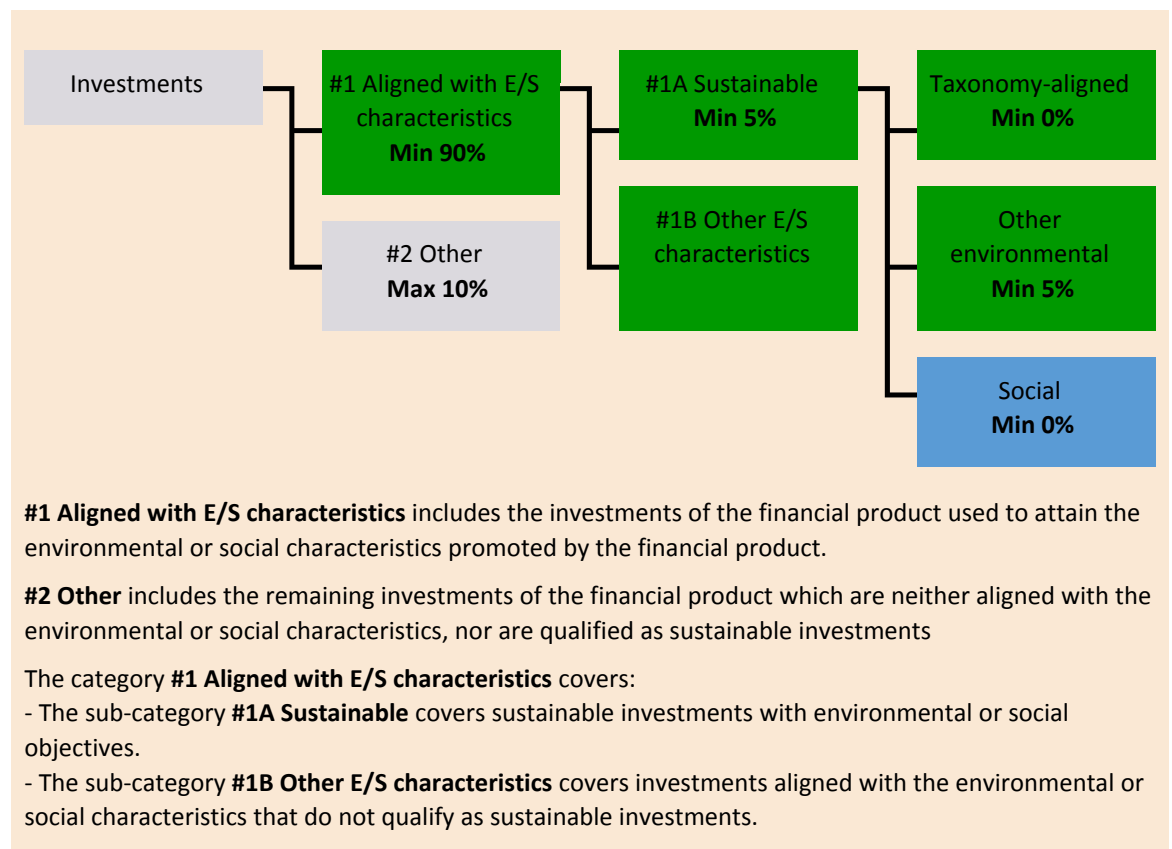 Investments
#1 Aligned with E/S
characteristics
Min 90%
#2 Other
Max 10%
#1A Sustainable
Min 5%
#1B Other E/S
characteristics
Taxonomy-aligned
Min 0%
Other
environmental
Min 5%
Social
Min 0%
#1 Aligned with E/S characteristics includes the investments of the financial product used to attain the
environmental or social characteristics promoted by the financial product.
#2 Other includes the remaining investments of the financial product which are neither aligned with the
environmental or social characteristics, nor are qualified as sustainable investments
The category #1 Aligned with E/S characteristics covers:
- The sub-category #1A Sustainable covers sustainable investments with environmental or social
objectives.
- The sub-category #1B Other E/S characteristics covers investments aligned with the environmental or
social characteristics that do not qualify as sustainable investments.